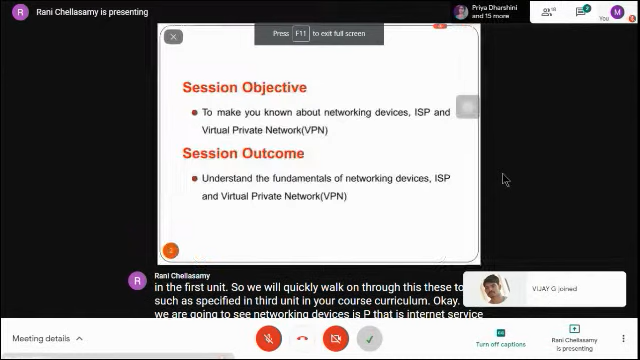 R Rani Chellasamy is presenting
Priya Dharshini
and 15 more
You
M
Press F11 to exit full screen
Session Objective
To make you known about networking devices, ISP and
Virtual Private Network(VPN)
Session Outcome
Understand the fundamentals of networking devices, ISP
and Virtual Private Network(VPN)
2
R Rani Chellasamy
in the first unit. So we will quickly walk on through this these to
such as specified in third unit in your course curriculum. Okay.
we are going to see networking devices is P that is internet service
VIJAY G joined
Meeting details
Turn off captions
Rani Chellasamy
is presenting